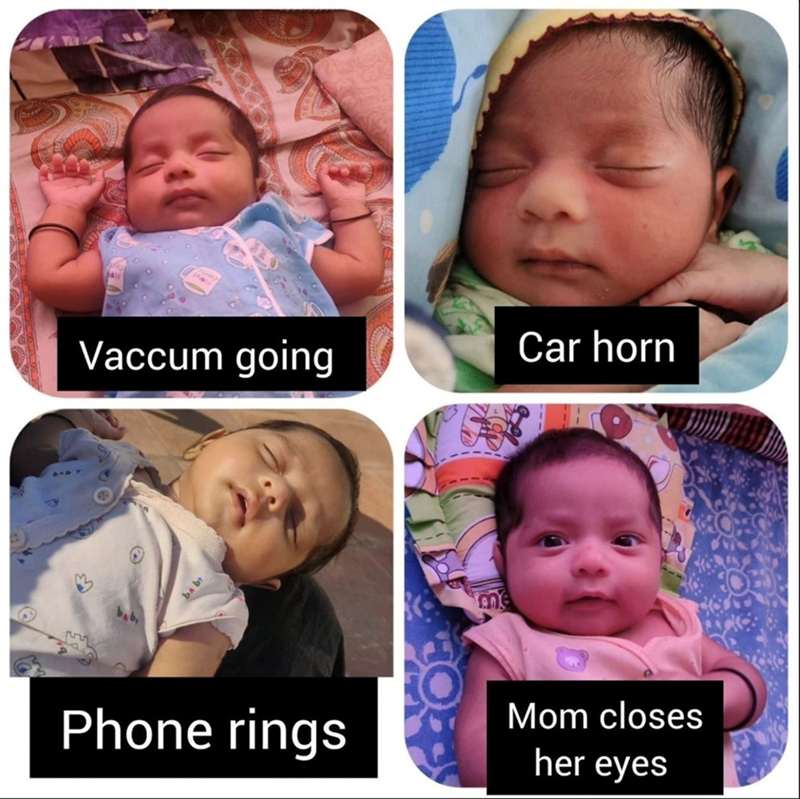 Vaccum going
Car horn
Phone rings
Mom closes
her eyes